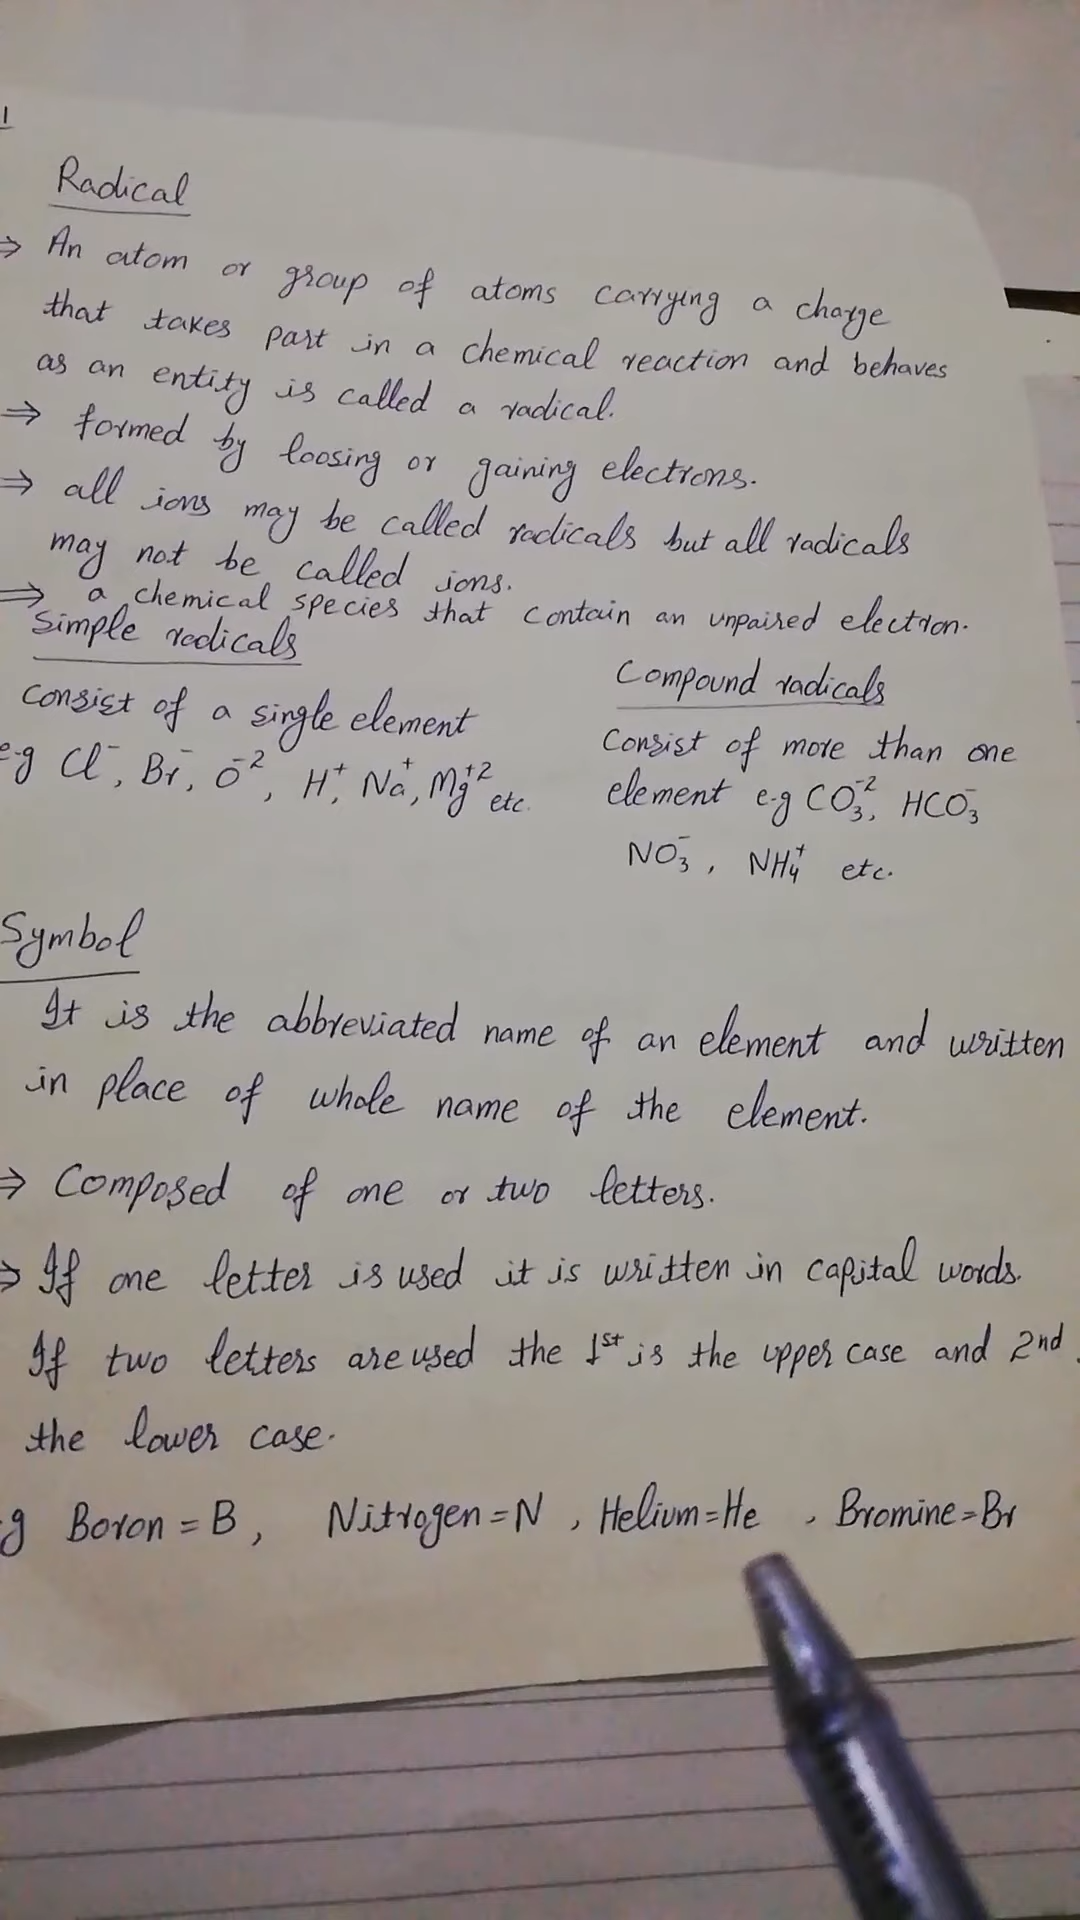 1
Radical
⇒ An atom or group of atoms carrying a charge
that takes part in a chemical reaction and behaves
as an entity is called a radical.
⇒ formed by loosing or gaining electrons.
⇒ all ions may be called radicals but all radicals
may not be called ions.
⇒ a chemical species that contain an unpaired electron.
Simple radicals
consist of a single element
e-g Cl⁻, Br⁻, O⁻², H⁺, Na⁺, Mg⁺² etc.
Compound radicals
Consist of more than one
element e-g CO₃⁻², HCO₃⁻
NO₃⁻, NH₄⁺ etc.
Symbol
It is the abbreviated name of an element and written
in place of whole name of the element.
⇒ Composed of one or two letters.
⇒ If one letter is used it is written in capital words.
If two letters are used the 1st is the upper case and 2nd
the lower case.
g Boron = B, Nitrogen = N, Helium = He, Bromine = Br